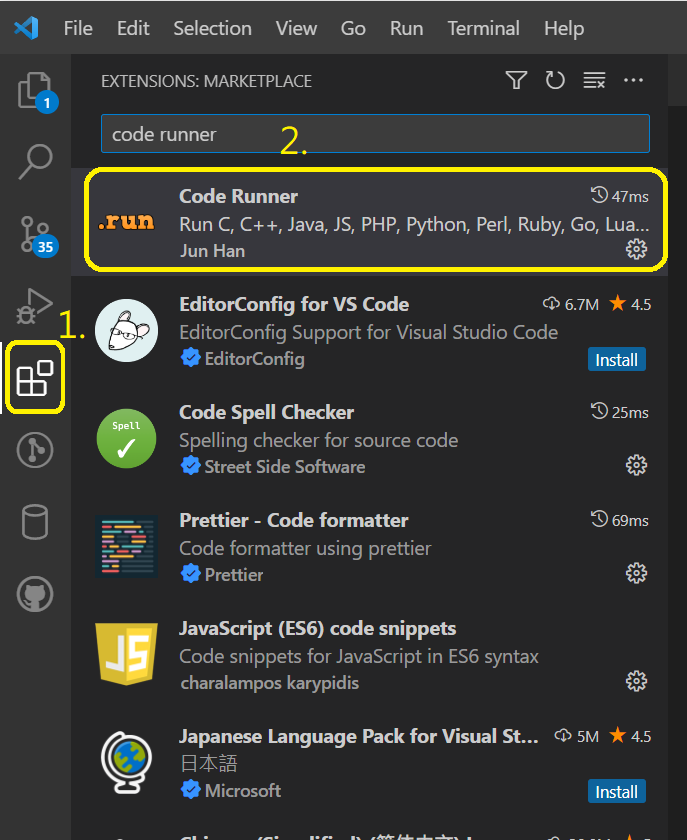 File Edit Selection View Go Run Terminal Help
EXTENSIONS: MARKETPLACE
1
code runner
2.
Code Runner 47ms
.run
Run C, C++, Java, JS, PHP, Python, Perl, Ruby, Go, Lua...
Jun Han
35
EditorConfig for VS Code 6.7M 4.5
1.
EditorConfig Support for Visual Studio Code
EditorConfig
Install
Code Spell Checker 25ms
Spell
Spelling checker for source code
Street Side Software
Prettier - Code formatter 69ms
Code formatter using prettier
Prettier
JavaScript (ES6) code snippets
JS
Code snippets for JavaScript in ES6 syntax
charalampos karypidis
Japanese Language Pack for Visual St... 5M 4.5
日本語
Microsoft
Install